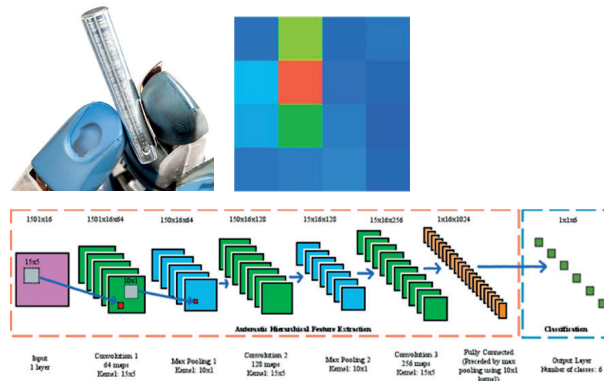 1501x16 1501x16x64 150x16x64 150x16x128 15x16x128 15x16x256 1x16x1024 1x1x6
15x5
10x1
Automatic Hierarchical Feature Extraction Classification
Input
1 layer
Convolution 1
64 maps
Kernel: 15x5
Max Pooling 1
Kernel: 10x1
Convolution 2
128 maps
Kernel: 15x5
Max Pooling 2
Kernel: 10x1
Convolution 3
256 maps
Kernel: 15x5
Fully Connected
(Preceded by max
pooling using 10x1
kernel)
Output Layer
Number of classes: 6